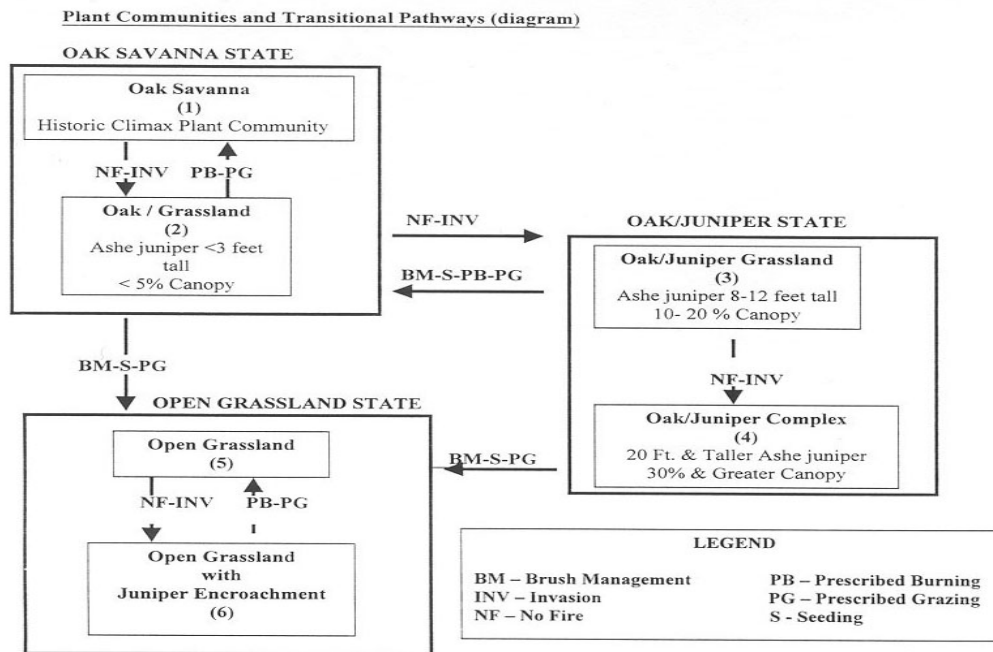 Plant Communities and Transitional Pathways (diagram)
OAK SAVANNA STATE
Oak Savanna
(1)
Historic Climax Plant Community
NF-INV PB-PG
Oak / Grassland
(2)
Ashe juniper <3 feet
tall
< 5% Canopy
NF-INV
BM-S-PB-PG
OAK/JUNIPER STATE
Oak/Juniper Grassland
(3)
Ashe juniper 8-12 feet tall
10- 20 % Canopy
NF-INV
Oak/Juniper Complex
(4)
20 Ft. & Taller Ashe juniper
30% & Greater Canopy
BM-S-PG
BM-S-PG
OPEN GRASSLAND STATE
Open Grassland
(5)
NF-INV PB-PG
Open Grassland
with
Juniper Encroachment
(6)
LEGEND
BM – Brush Management PB – Prescribed Burning
INV – Invasion PG – Prescribed Grazing
NF – No Fire S - Seeding